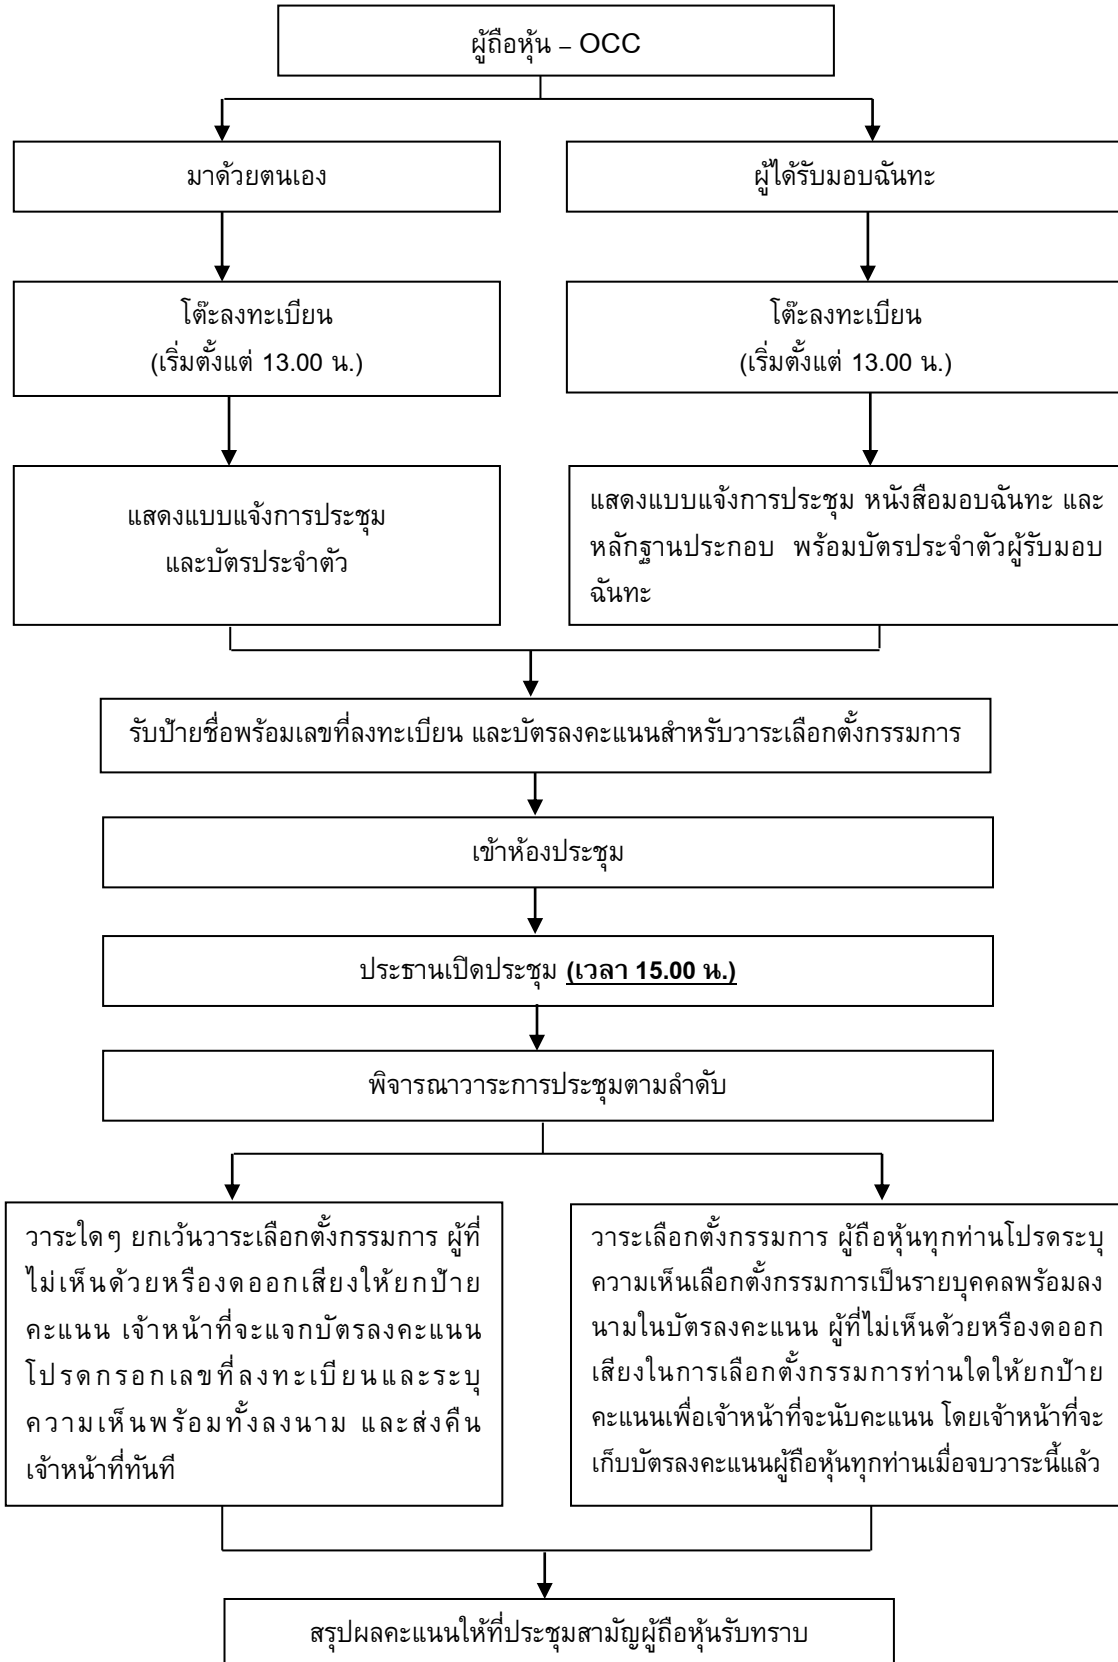 ผู้ถือหุ้น – OCC
มาด้วยตนเอง
ผู้ได้รับมอบฉันทะ
โต๊ะลงทะเบียน
(เริ่มตั้งแต่ 13.00 น.)
โต๊ะลงทะเบียน
(เริ่มตั้งแต่ 13.00 น.)
แสดงแบบแจ้งการประชุม
และบัตรประจำตัว
แสดงแบบแจ้งการประชุม หนังสือมอบฉันทะ และ
หลักฐานประกอบ พร้อมบัตรประจำตัวผู้รับมอบ
ฉันทะ
รับป้ายชื่อพร้อมเลขที่ลงทะเบียน และบัตรลงคะแนนสำหรับวาระเลือกตั้งกรรมการ
เข้าห้องประชุม
ประธานเปิดประชุม (เวลา 15.00 น.)
พิจารณาวาระการประชุมตามลำดับ
วาระใดๆ ยกเว้นวาระเลือกตั้งกรรมการ ผู้ที่
ไม่เห็นด้วยหรืองดออกเสียงให้ยกป้าย
คะแนน เจ้าหน้าที่จะแจกบัตรลงคะแนน
โปรดกรอกเลขที่ลงทะเบียนและระบุ
ความเห็นพร้อมทั้งลงนาม และส่งคืน
เจ้าหน้าที่ทันที
วาระเลือกตั้งกรรมการ ผู้ถือหุ้นทุกท่านโปรดระบุ
ความเห็นเลือกตั้งกรรมการเป็นรายบุคคลพร้อมลง
นามในบัตรลงคะแนน ผู้ที่ไม่เห็นด้วยหรืองดออก
เสียงในการเลือกตั้งกรรมการท่านใดให้ยกป้าย
คะแนนเพื่อเจ้าหน้าที่จะนับคะแนน โดยเจ้าหน้าที่จะ
เก็บบัตรลงคะแนนผู้ถือหุ้นทุกท่านเมื่อจบวาระนี้แล้ว
สรุปผลคะแนนให้ที่ประชุมสามัญผู้ถือหุ้นรับทราบ